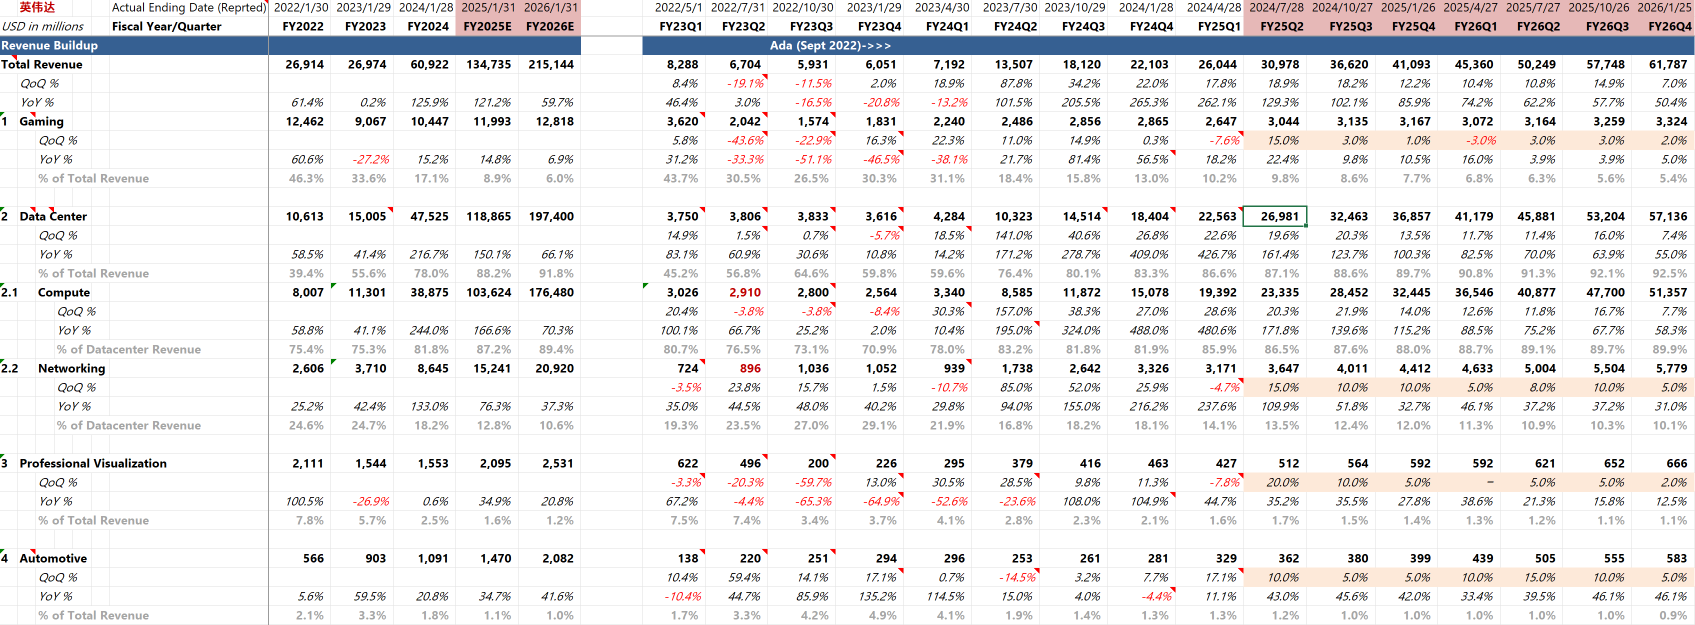 英伟达 Actual Ending Date (Reprted) 2022/1/30 2023/1/29 2024/1/28 2025/1/31 2026/1/31 2022/5/1 2022/7/31 2022/10/30 2023/1/29 2023/4/30 2023/7/30 2023/10/29 2024/1/28 2024/4/28 2024/7/28 2024/10/27 2025/1/26 2025/4/27 2025/7/27 2025/10/26 2026/1/25
USD in millions Fiscal Year/Quarter FY2022 FY2023 FY2024 FY2025E FY2026E FY23Q1 FY23Q2 FY23Q3 FY23Q4 FY24Q1 FY24Q2 FY24Q3 FY24Q4 FY25Q1 FY25Q2 FY25Q3 FY25Q4 FY26Q1 FY26Q2 FY26Q3 FY26Q4
Revenue Buildup Ada (Sept 2022)->>>
Total Revenue 26,914 26,974 60,922 134,735 215,144 8,288 6,704 5,931 6,051 7,192 13,507 18,120 22,103 26,044 30,978 36,620 41,093 45,360 50,249 57,748 61,787
QoQ % 8.4% -19.1% -11.5% 2.0% 18.9% 87.8% 34.2% 22.0% 17.8% 18.9% 18.2% 12.2% 10.4% 10.8% 14.9% 7.0%
YoY % 61.4% 0.2% 125.9% 121.2% 59.7% 46.4% 3.0% -16.5% -20.8% -13.2% 101.5% 205.5% 265.3% 262.1% 129.3% 102.1% 85.9% 74.2% 62.2% 57.7% 50.4%
1 Gaming 12,462 9,067 10,447 11,993 12,818 3,620 2,042 1,574 1,831 2,240 2,486 2,856 2,865 2,647 3,044 3,135 3,167 3,072 3,164 3,259 3,324
QoQ % 5.8% -43.6% -22.9% 16.3% 22.3% 11.0% 14.9% 0.3% -7.6% 15.0% 3.0% 1.0% -3.0% 3.0% 3.0% 2.0%
YoY % 60.6% -27.2% 15.2% 14.8% 6.9% 31.2% -33.3% -51.1% -46.5% -38.1% 21.7% 81.4% 56.5% 18.2% 22.4% 9.8% 10.5% 16.0% 3.9% 3.9% 5.0%
% of Total Revenue 46.3% 33.6% 17.1% 8.9% 6.0% 43.7% 30.5% 26.5% 30.3% 31.1% 18.4% 15.8% 13.0% 10.2% 9.8% 8.6% 7.7% 6.8% 6.3% 5.6% 5.4%
2 Data Center 10,613 15,005 47,525 118,865 197,400 3,750 3,806 3,833 3,616 4,284 10,323 14,514 18,404 22,563 26,981 32,463 36,857 41,179 45,881 53,204 57,136
QoQ % 14.9% 1.5% 0.7% -5.7% 18.5% 141.0% 40.6% 26.8% 22.6% 19.6% 20.3% 13.5% 11.7% 11.4% 16.0% 7.4%
YoY % 58.5% 41.4% 216.7% 150.1% 66.1% 83.1% 60.9% 30.6% 10.8% 14.2% 171.2% 278.7% 409.0% 426.7% 161.4% 123.7% 100.3% 82.5% 70.0% 63.9% 55.0%
% of Total Revenue 39.4% 55.6% 78.0% 88.2% 91.8% 45.2% 56.8% 64.6% 59.8% 59.6% 76.4% 80.1% 83.3% 86.6% 87.1% 88.6% 89.7% 90.8% 91.3% 92.1% 92.5%
2.1 Compute 8,007 11,301 38,875 103,624 176,480 3,026 2,910 2,800 2,564 3,340 8,585 11,872 15,078 19,392 23,335 28,452 32,445 36,546 40,877 47,700 51,357
QoQ % 20.4% -3.8% -3.8% -8.4% 30.3% 157.0% 38.3% 27.0% 28.6% 20.3% 21.9% 14.0% 12.6% 11.8% 16.7% 7.7%
YoY % 58.8% 41.1% 244.0% 166.6% 70.3% 100.1% 66.7% 25.2% 2.0% 10.4% 195.0% 324.0% 488.0% 480.6% 171.8% 139.6% 115.2% 88.5% 75.2% 67.7% 58.3%
% of Datacenter Revenue 75.4% 75.3% 81.8% 87.2% 89.4% 80.7% 76.5% 73.1% 70.9% 78.0% 83.2% 81.8% 81.9% 85.9% 86.5% 87.6% 88.0% 88.7% 89.1% 89.7% 89.9%
2.2 Networking 2,606 3,710 8,645 15,241 20,920 724 896 1,036 1,052 939 1,738 2,642 3,326 3,171 3,647 4,011 4,412 4,633 5,004 5,504 5,779
QoQ % -3.5% 23.8% 15.7% 1.5% -10.7% 85.0% 52.0% 25.9% -4.7% 15.0% 10.0% 10.0% 5.0% 8.0% 10.0% 5.0%
YoY % 25.2% 42.4% 133.0% 76.3% 37.3% 35.0% 44.5% 48.0% 40.2% 29.8% 94.0% 155.0% 216.2% 237.6% 109.9% 51.8% 32.7% 46.1% 37.2% 37.2% 31.0%
% of Datacenter Revenue 24.6% 24.7% 18.2% 12.8% 10.6% 19.3% 23.5% 27.0% 29.1% 21.9% 16.8% 18.2% 18.1% 14.1% 13.5% 12.4% 12.0% 11.3% 10.9% 10.3% 10.1%
3 Professional Visualization 2,111 1,544 1,553 2,095 2,531 622 496 200 226 295 379 416 463 427 512 564 592 592 621 652 666
QoQ % -3.3% -20.3% -59.7% 13.0% 30.5% 28.5% 9.8% 11.3% -7.8% 20.0% 10.0% 5.0% – 5.0% 5.0% 2.0%
YoY % 100.5% -26.9% 0.6% 34.9% 20.8% 67.2% -4.4% -65.3% -64.9% -52.6% -23.6% 108.0% 104.9% 44.7% 35.2% 35.5% 27.8% 38.6% 21.3% 15.8% 12.5%
% of Total Revenue 7.8% 5.7% 2.5% 1.6% 1.2% 7.5% 7.4% 3.4% 3.7% 4.1% 2.8% 2.3% 2.1% 1.6% 1.7% 1.5% 1.4% 1.3% 1.2% 1.1% 1.1%
4 Automotive 566 903 1,091 1,470 2,082 138 220 251 294 296 253 261 281 329 362 380 399 439 505 555 583
QoQ % 10.4% 59.4% 14.1% 17.1% 0.7% -14.5% 3.2% 7.7% 17.1% 10.0% 5.0% 5.0% 10.0% 15.0% 10.0% 5.0%
YoY % 5.6% 59.5% 20.8% 34.7% 41.6% -10.4% 44.7% 85.9% 135.2% 114.5% 15.0% 4.0% -4.4% 11.1% 43.0% 45.6% 42.0% 33.4% 39.5% 46.1% 46.1%
% of Total Revenue 2.1% 3.3% 1.8% 1.1% 1.0% 1.7% 3.3% 4.2% 4.9% 4.1% 1.9% 1.4% 1.3% 1.3% 1.2% 1.0% 1.0% 1.0% 1.0% 1.0% 0.9%